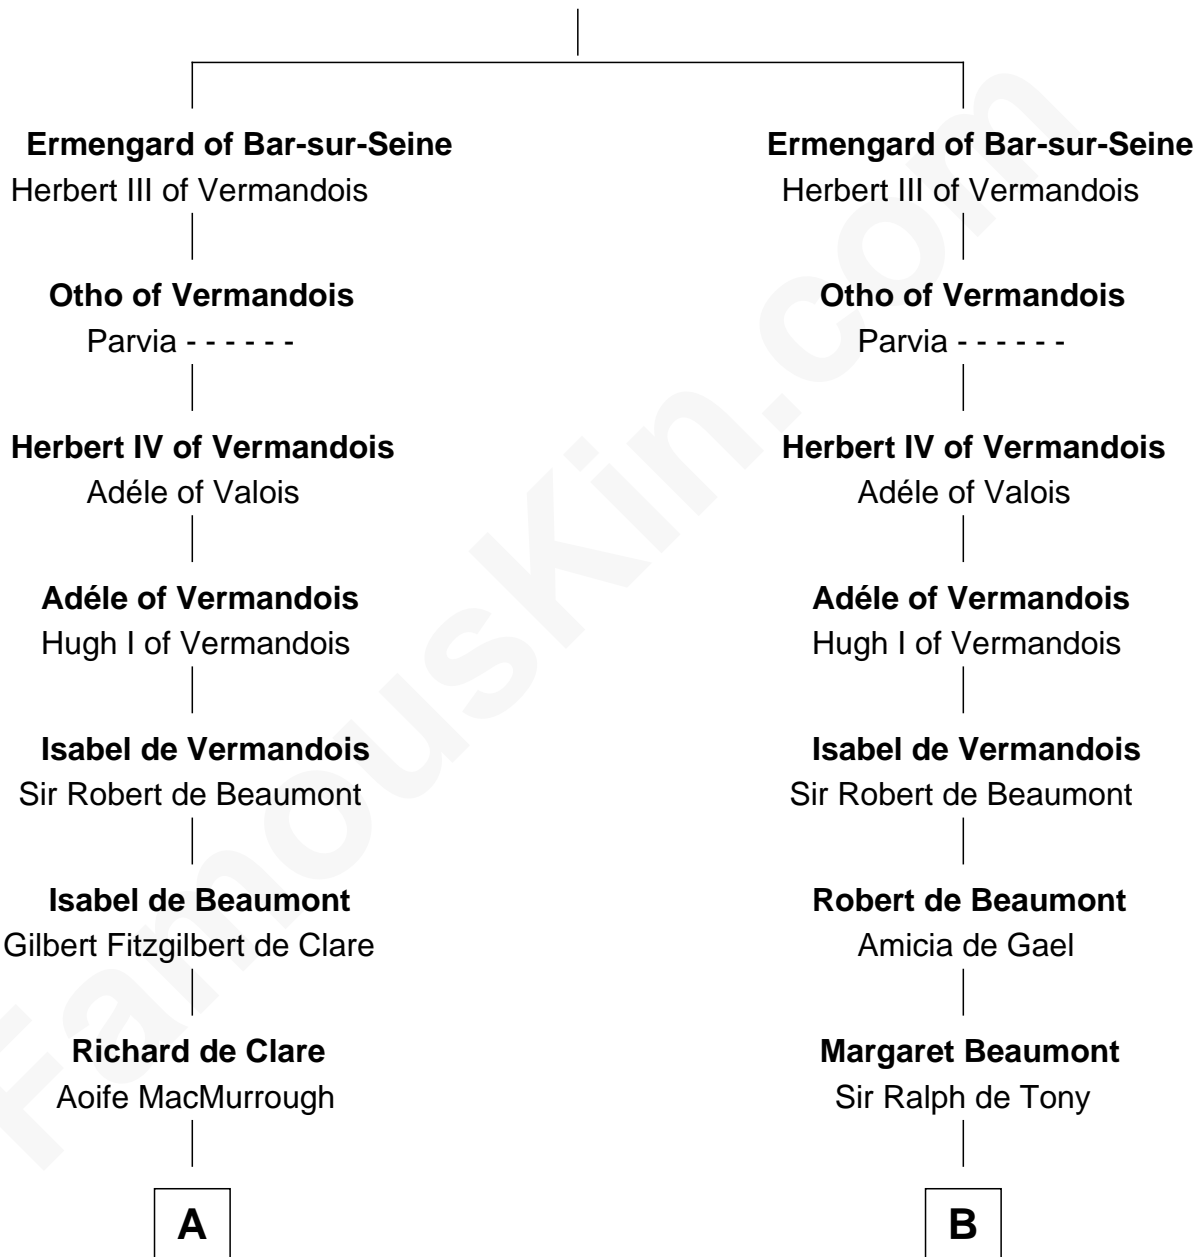 Ermengard of Bar-sur-Seine
Herbert III of Vermandois
Otho of Vermandois
Parvia - - - - - -
Herbert IV of Vermandois
Adéle of Valois
Adéle of Vermandois
Hugh I of Vermandois
Isabel de Vermandois
Sir Robert de Beaumont
Isabel de Beaumont
Gilbert Fitzgilbert de Clare
Richard de Clare
Aoife MacMurrough
A
Ermengard of Bar-sur-Seine
Herbert III of Vermandois
Otho of Vermandois
Parvia - - - - - -
Herbert IV of Vermandois
Adéle of Valois
Adéle of Vermandois
Hugh I of Vermandois
Isabel de Vermandois
Sir Robert de Beaumont
Robert de Beaumont
Amicia de Gael
Margaret Beaumont
Sir Ralph de Tony
B
FamousKin.com